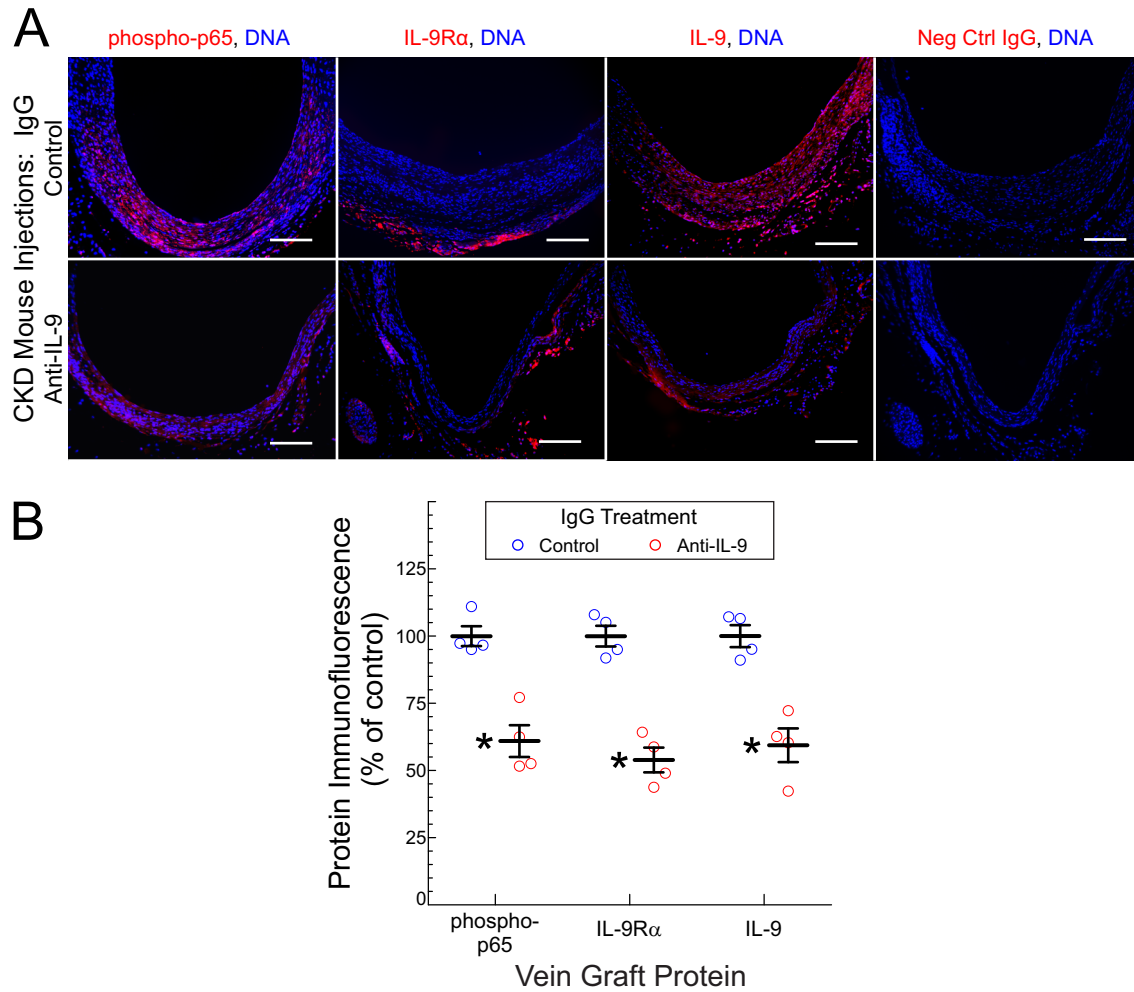 A
phospho-p65, DNA
IL-9Rα, DNA
IL-9, DNA
Neg Ctrl IgG, DNA
CKD Mouse Injections: IgG
Control
Anti-IL-9
B
Protein Immunofluorescence
(% of control)
IgG Treatment
Control
Anti-IL-9
125
100
75
50
25
0
*
*
*
phospho-
p65
IL-9Rα
IL-9
Vein Graft Protein